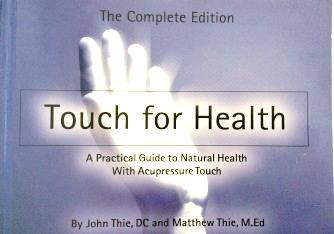 The Complete Edition
Touch for Health
A Practical Guide to Natural Health
With Acupressure Touch
By John Thie, DC and Matthew Thie, M.Ed